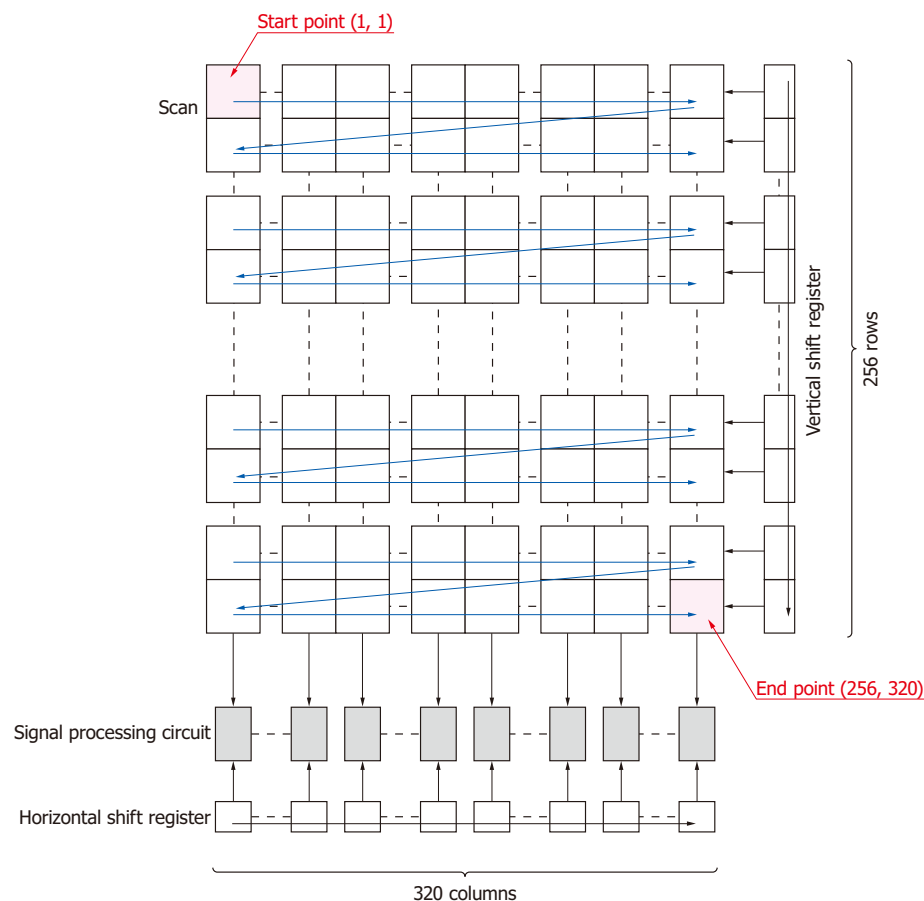 Start point (1, 1)
Scan
Vertical shift register
256 rows
End point (256, 320)
Signal processing circuit
Horizontal shift register
320 columns